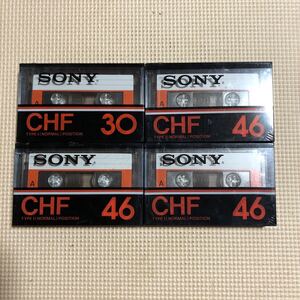 SONY
A
CHF 30
TYPE I (NORMAL) POSITION
SONY
A
CHF 46
TYPE I (NORMAL) POSITION
SONY
A
CHF 46
TYPE I (NORMAL) POSITION
SONY
A
CHF 46
TYPE I (NORMAL) POSITION